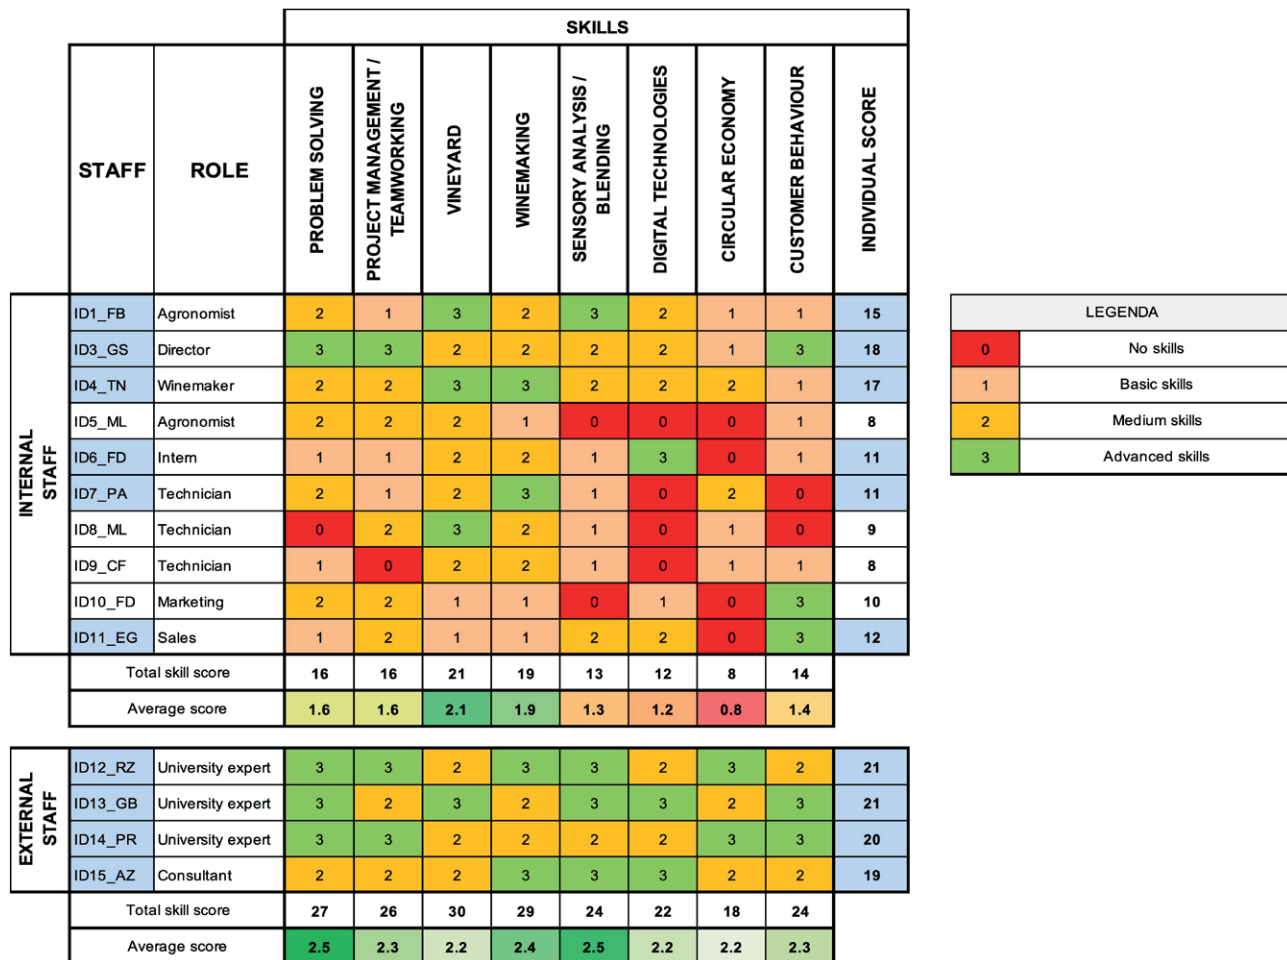 SKILLS
STAFF ROLE PROBLEM SOLVING PROJECT MANAGEMENT / TEAMWORKING VINEYARD WINEMAKING SENSORY ANALYSIS / BLENDING DIGITAL TECHNOLOGIES CIRCULAR ECONOMY CUSTOMER BEHAVIOUR INDIVIDUAL SCORE
INTERNAL STAFF
ID1_FB Agronomist 2 1 3 2 3 2 1 1 15
ID3_GS Director 3 3 2 2 2 2 1 3 18
ID4_TN Winemaker 2 2 3 3 2 2 2 1 17
ID5_ML Agronomist 2 2 2 1 0 0 0 1 8
ID6_FD Intern 1 1 2 2 1 3 0 1 11
ID7_PA Technician 2 1 2 3 1 0 2 0 11
ID8_ML Technician 0 2 3 2 1 0 1 0 9
ID9_CF Technician 1 0 2 2 1 0 1 1 8
ID10_FD Marketing 2 2 1 1 0 1 0 3 10
ID11_EG Sales 1 2 1 1 2 2 0 3 12
Total skill score 16 16 21 19 13 12 8 14
Average score 1.6 1.6 2.1 1.9 1.3 1.2 0.8 1.4
EXTERNAL STAFF
ID12_RZ University expert 3 3 2 3 3 2 3 2 21
ID13_GB University expert 3 2 3 2 3 3 2 3 21
ID14_PR University expert 3 3 2 2 2 2 3 3 20
ID15_AZ Consultant 2 2 2 3 3 3 2 2 19
Total skill score 27 26 30 29 24 22 18 24
Average score 2.5 2.3 2.2 2.4 2.5 2.2 2.2 2.3
LEGENDA
0 No skills
1 Basic skills
2 Medium skills
3 Advanced skills